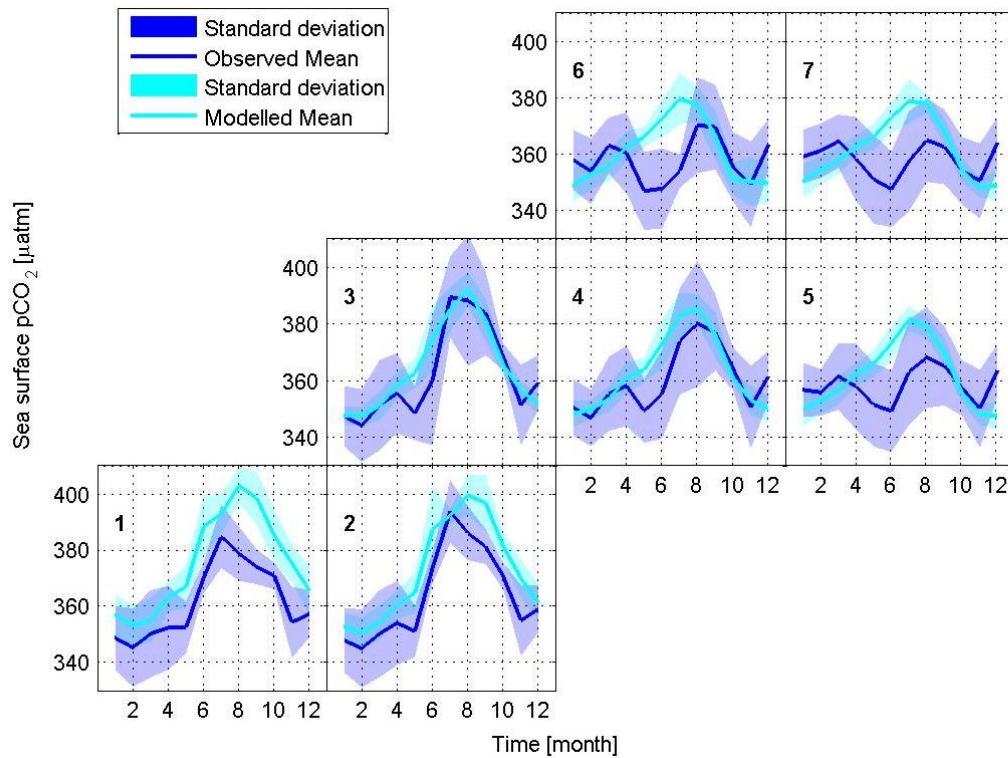 Standard deviation
Observed Mean
Standard deviation
Modelled Mean
Sea surface pCO₂ [µatm]
400
380
360
340
6
7
400
380
360
340
3
4
5
2 4 6 8 10 12
2 4 6 8 10 12
400
380
360
340
1
2
2 4 6 8 10 12
2 4 6 8 10 12
Time [month]